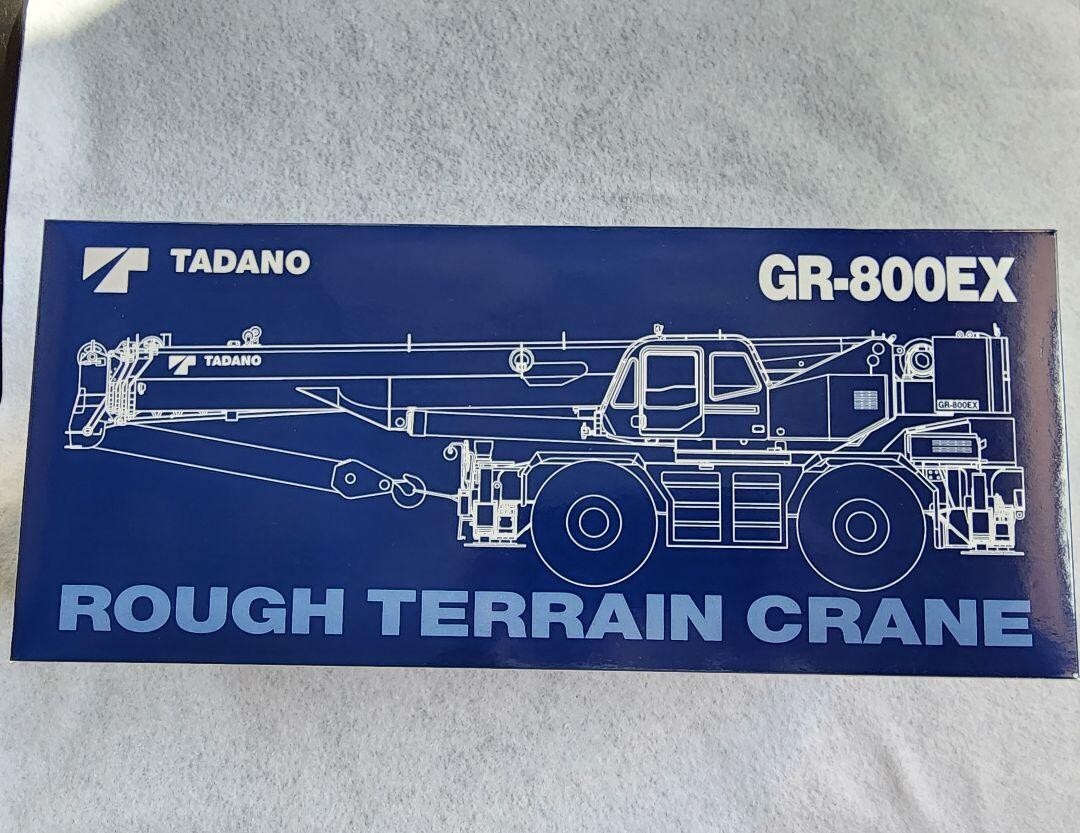 TADANO
GR-800EX
TADANO
GR-800EX
ROUGH TERRAIN CRANE